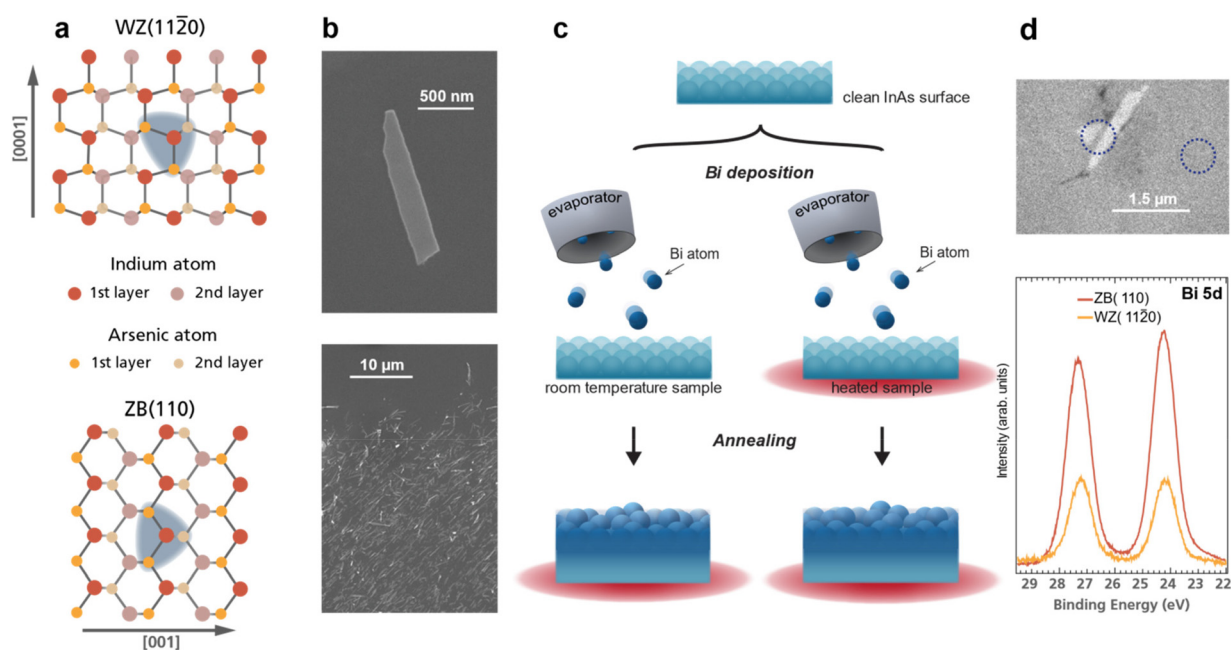 a
WZ(112̄0)
[0001]
Indium atom
1st layer 2nd layer
Arsenic atom
1st layer 2nd layer
ZB(110)
[001]
b
500 nm
10 µm
c
clean InAs surface
Bi deposition
evaporator
evaporator
Bi atom
Bi atom
room temperature sample
heated sample
Annealing
d
1.5 µm
Bi 5d
ZB( 110)
WZ( 112̄0)
Intensity (arb. units)
29 28 27 26 25 24 23 22
Binding Energy (eV)